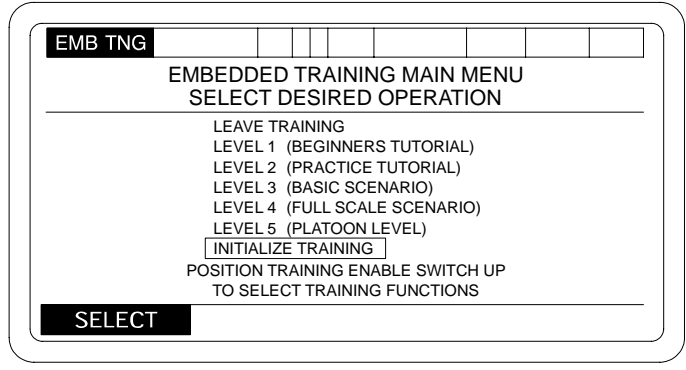 EMB TNG
EMBEDDED TRAINING MAIN MENU
SELECT DESIRED OPERATION
LEAVE TRAINING
LEVEL 1 (BEGINNERS TUTORIAL)
LEVEL 2 (PRACTICE TUTORIAL)
LEVEL 3 (BASIC SCENARIO)
LEVEL 4 (FULL SCALE SCENARIO)
LEVEL 5 (PLATOON LEVEL)
INITIALIZE TRAINING
POSITION TRAINING ENABLE SWITCH UP
TO SELECT TRAINING FUNCTIONS
SELECT